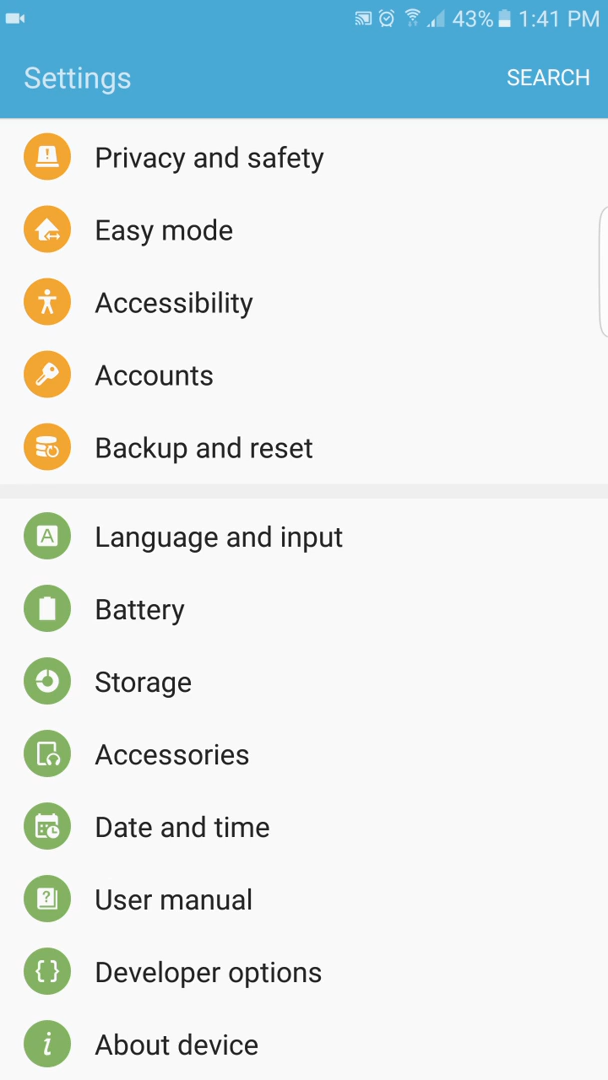 43% 1:41 PM
Settings SEARCH
Privacy and safety
Easy mode
Accessibility
Accounts
Backup and reset
Language and input
Battery
Storage
Accessories
Date and time
User manual
Developer options
About device